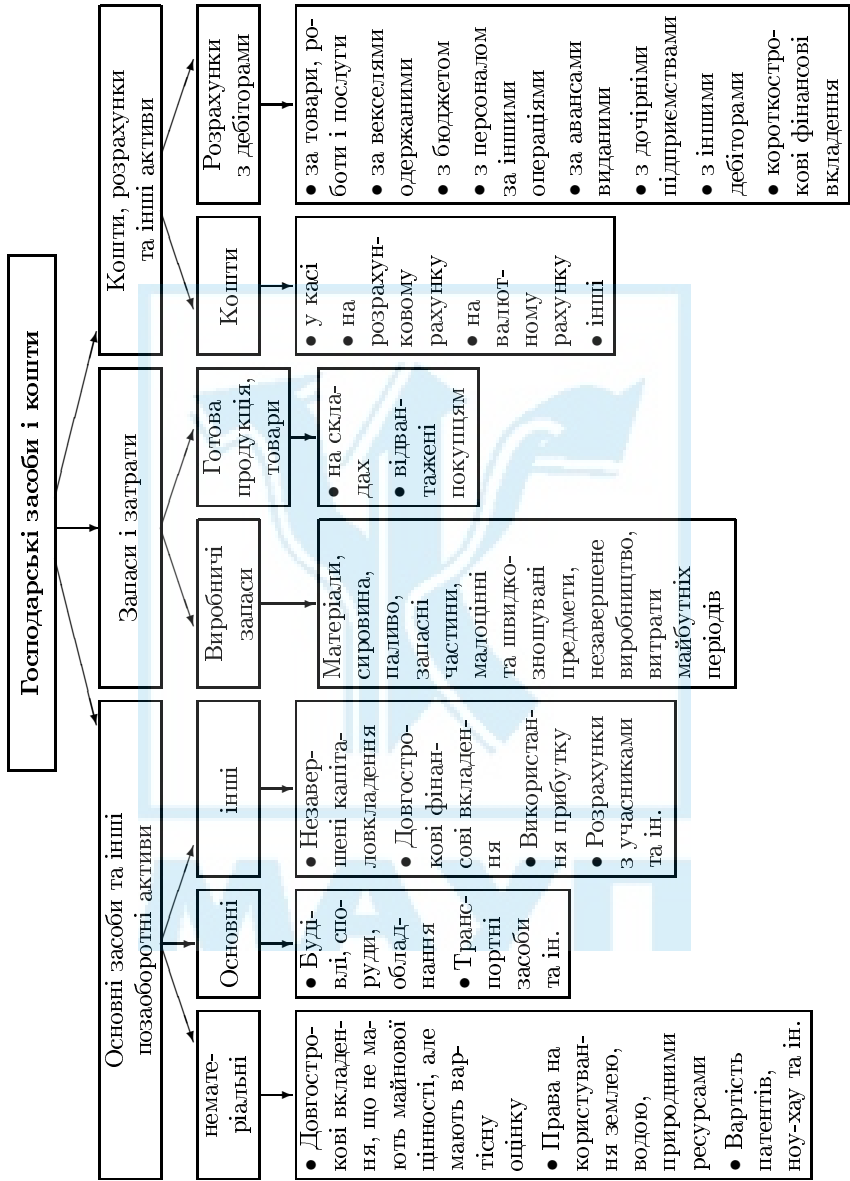 Господарські засоби і кошти
Основні засоби та інші
позаоборотні активи
Запаси і затрати
Кошти, розрахунки
та інші активи
немате-
ріальні
Основні
інші
Виробничі
запаси
Готова
продукція,
товари
Кошти
Розрахунки
з дебіторами
• Довгостро-
кові вкладен-
ня, що не ма-
ють майнової
цінності, але
мають вар-
тісну
оцінку
• Права на
користуван-
ня землею,
водою,
природними
ресурсами
• Вартість
патентів,
ноу-хау та ін.
• Буді-
влі, спо-
руди,
облад-
нання
• Транс-
портні
засоби
та ін.
• Незавер-
шені капіта-
ловкладення
• Довгостро-
кові фінан-
сові вкладен-
ня
• Використан-
ня прибутку
• Розрахунки
з учасниками
та ін.
Матеріали,
сировина,
паливо,
запасні
частини,
малоцінні
та швидко-
зношувані
предмети,
незавершене
виробництво,
витрати
майбутніх
періодів
• на скла-
дах
• відван-
тажені
покупцям
• у касі
• на
розрахун-
ковому
рахунку
• на
валют-
ному
рахунку
• інші
• за товари, ро-
боти і послуги
• за векселями
одержаними
• з бюджетом
• з персоналом
за іншими
операціями
• за авансами
виданими
• з дочірніми
підприємствами
• з іншими
дебіторами
• короткостро-
кові фінансові
вкладення
МАУП